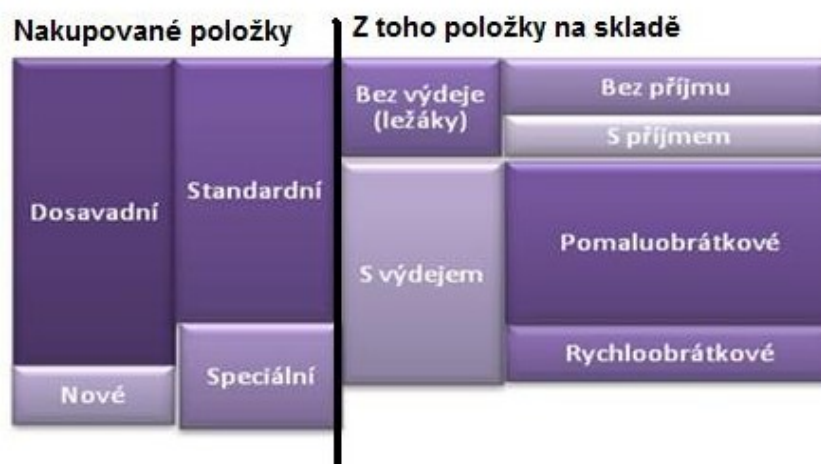 Nakupované položky
Z toho položky na skladě
Dosavadní
Nové
Standardní
Speciální
Bez výdeje
(ležáky)
S výdejem
Bez příjmu
S příjmem
Pomaluobrátkové
Rychloobrátkové